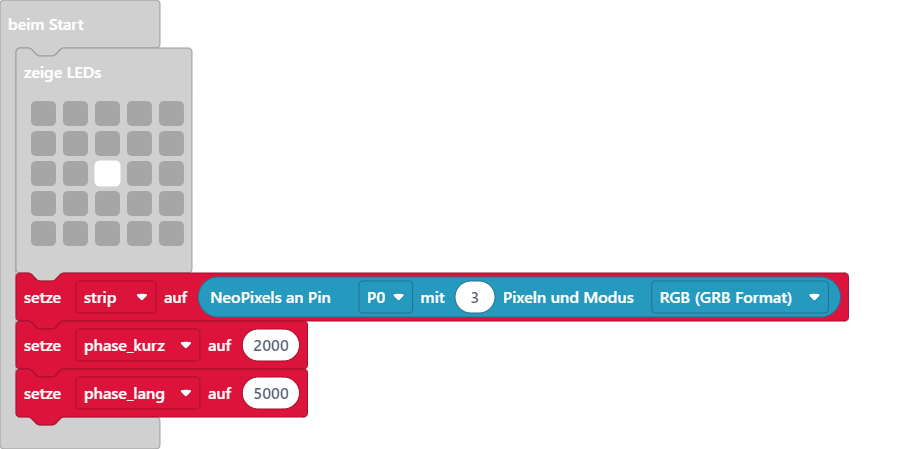 beim Start
zeige LEDs
setze strip auf NeoPixels an Pin P0 mit 3 Pixeln und Modus RGB (GRB Format)
setze phase_kurz auf 2000
setze phase_lang auf 5000